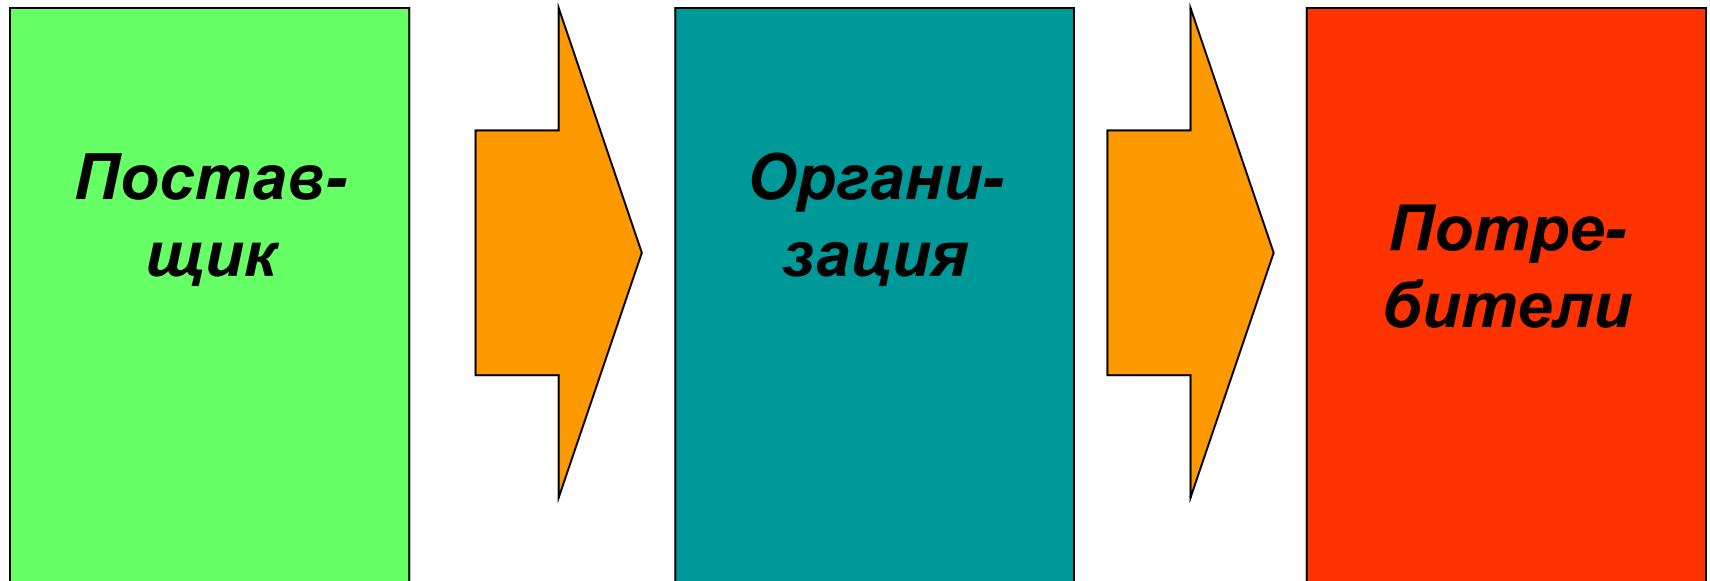 Постав-
щик
Органи-
зация
Потре-
бители